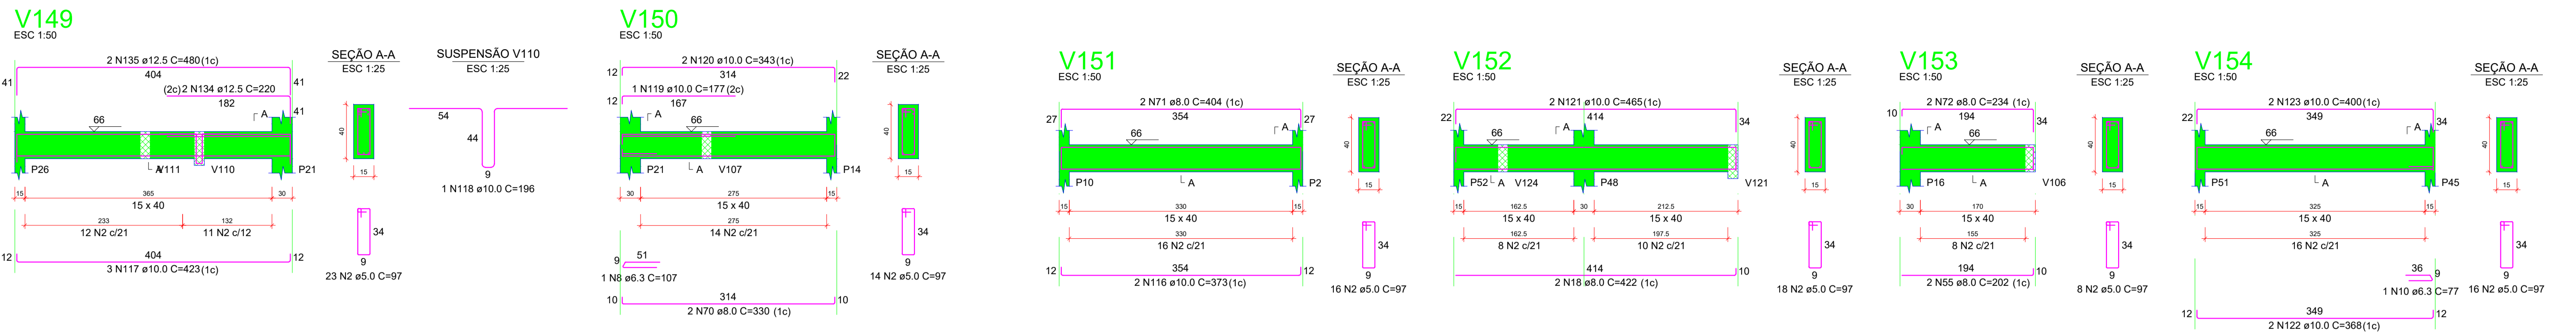 V149
ESC 1:50
2 N135 ø12.5 C=480(1c)
404
41
41
(2c)2 N134 ø12.5 C=220
182
41
A
66
P26
A
V111
V110
P21
15
365
30
15 x 40
233
132
12 N2 c/21
11 N2 c/12
12
404
12
3 N117 ø10.0 C=423(1c)
SEÇÃO A-A
ESC 1:25
40
15
34
9
23 N2 ø5.0 C=97
SUSPENSÃO V110
ESC 1:25
54
44
9
1 N118 ø10.0 C=196
V150
ESC 1:50
2 N120 ø10.0 C=343(1c)
12
314
22
1 N119 ø10.0 C=177(2c)
12
167
A
66
P21
A
V107
P14
30
275
15
15 x 40
275
14 N2 c/21
9
51
1 N8 ø6.3 C=107
10
314
10
2 N70 ø8.0 C=330 (1c)
SEÇÃO A-A
ESC 1:25
40
15
34
9
14 N2 ø5.0 C=97
V151
ESC 1:50
2 N71 ø8.0 C=404 (1c)
27
354
27
A
66
P10
A
P2
15
330
15
15 x 40
330
16 N2 c/21
12
354
12
2 N116 ø10.0 C=373(1c)
SEÇÃO A-A
ESC 1:25
40
15
34
9
16 N2 ø5.0 C=97
V152
ESC 1:50
2 N121 ø10.0 C=465(1c)
22
414
34
A
66
P52
A
V124
P48
V121
15
162.5
30
212.5
15 x 40
15 x 40
162.5
197.5
8 N2 c/21
10 N2 c/21
414
10
2 N18 ø8.0 C=422 (1c)
SEÇÃO A-A
ESC 1:25
40
15
34
9
18 N2 ø5.0 C=97
V153
ESC 1:50
2 N72 ø8.0 C=234 (1c)
10
194
34
A
66
P16
A
V106
30
170
15 x 40
155
8 N2 c/21
194
10
2 N55 ø8.0 C=202 (1c)
SEÇÃO A-A
ESC 1:25
40
15
34
9
8 N2 ø5.0 C=97
V154
ESC 1:50
2 N123 ø10.0 C=400(1c)
22
349
34
A
66
P51
A
P45
15
325
15
15 x 40
325
16 N2 c/21
36
9
1 N10 ø6.3 C=77
12
349
12
2 N122 ø10.0 C=368(1c)
SEÇÃO A-A
ESC 1:25
40
15
34
9
16 N2 ø5.0 C=97